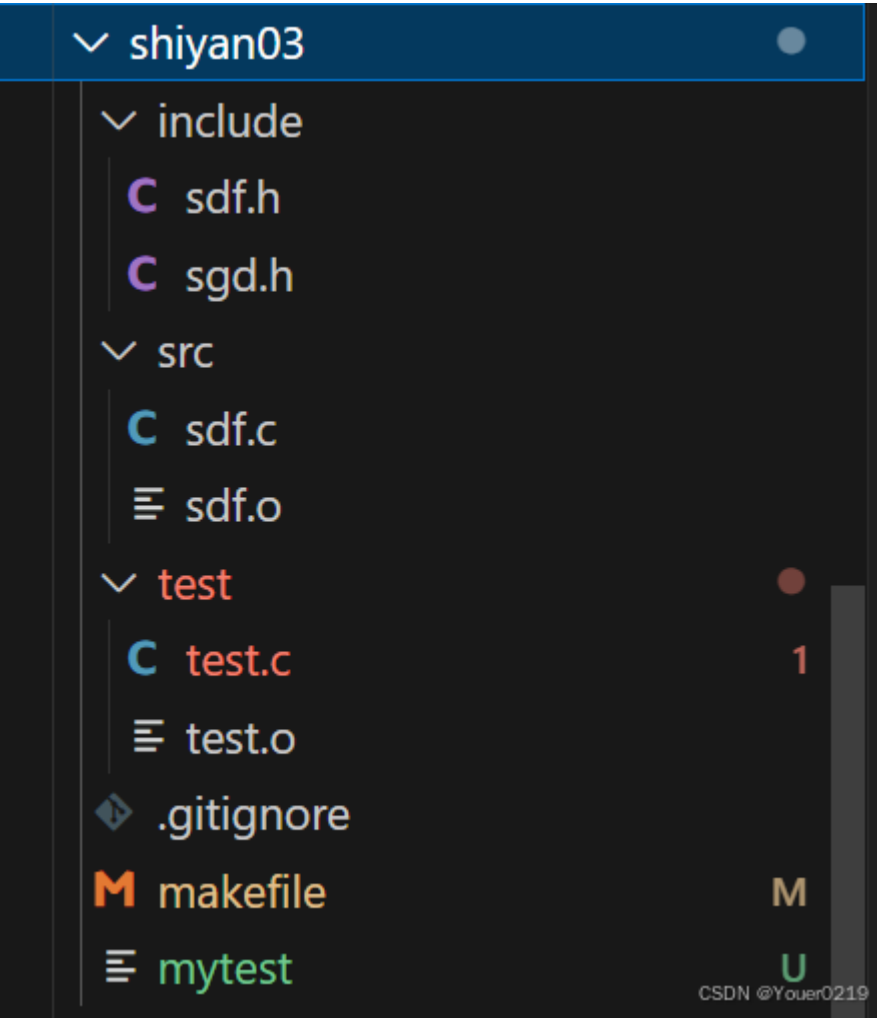 shiyan03
include
C sdf.h
C sgd.h
src
C sdf.c
sdf.o
test
C test.c 1
test.o
.gitignore
M makefile M
mytest U
CSDN @Youer0219